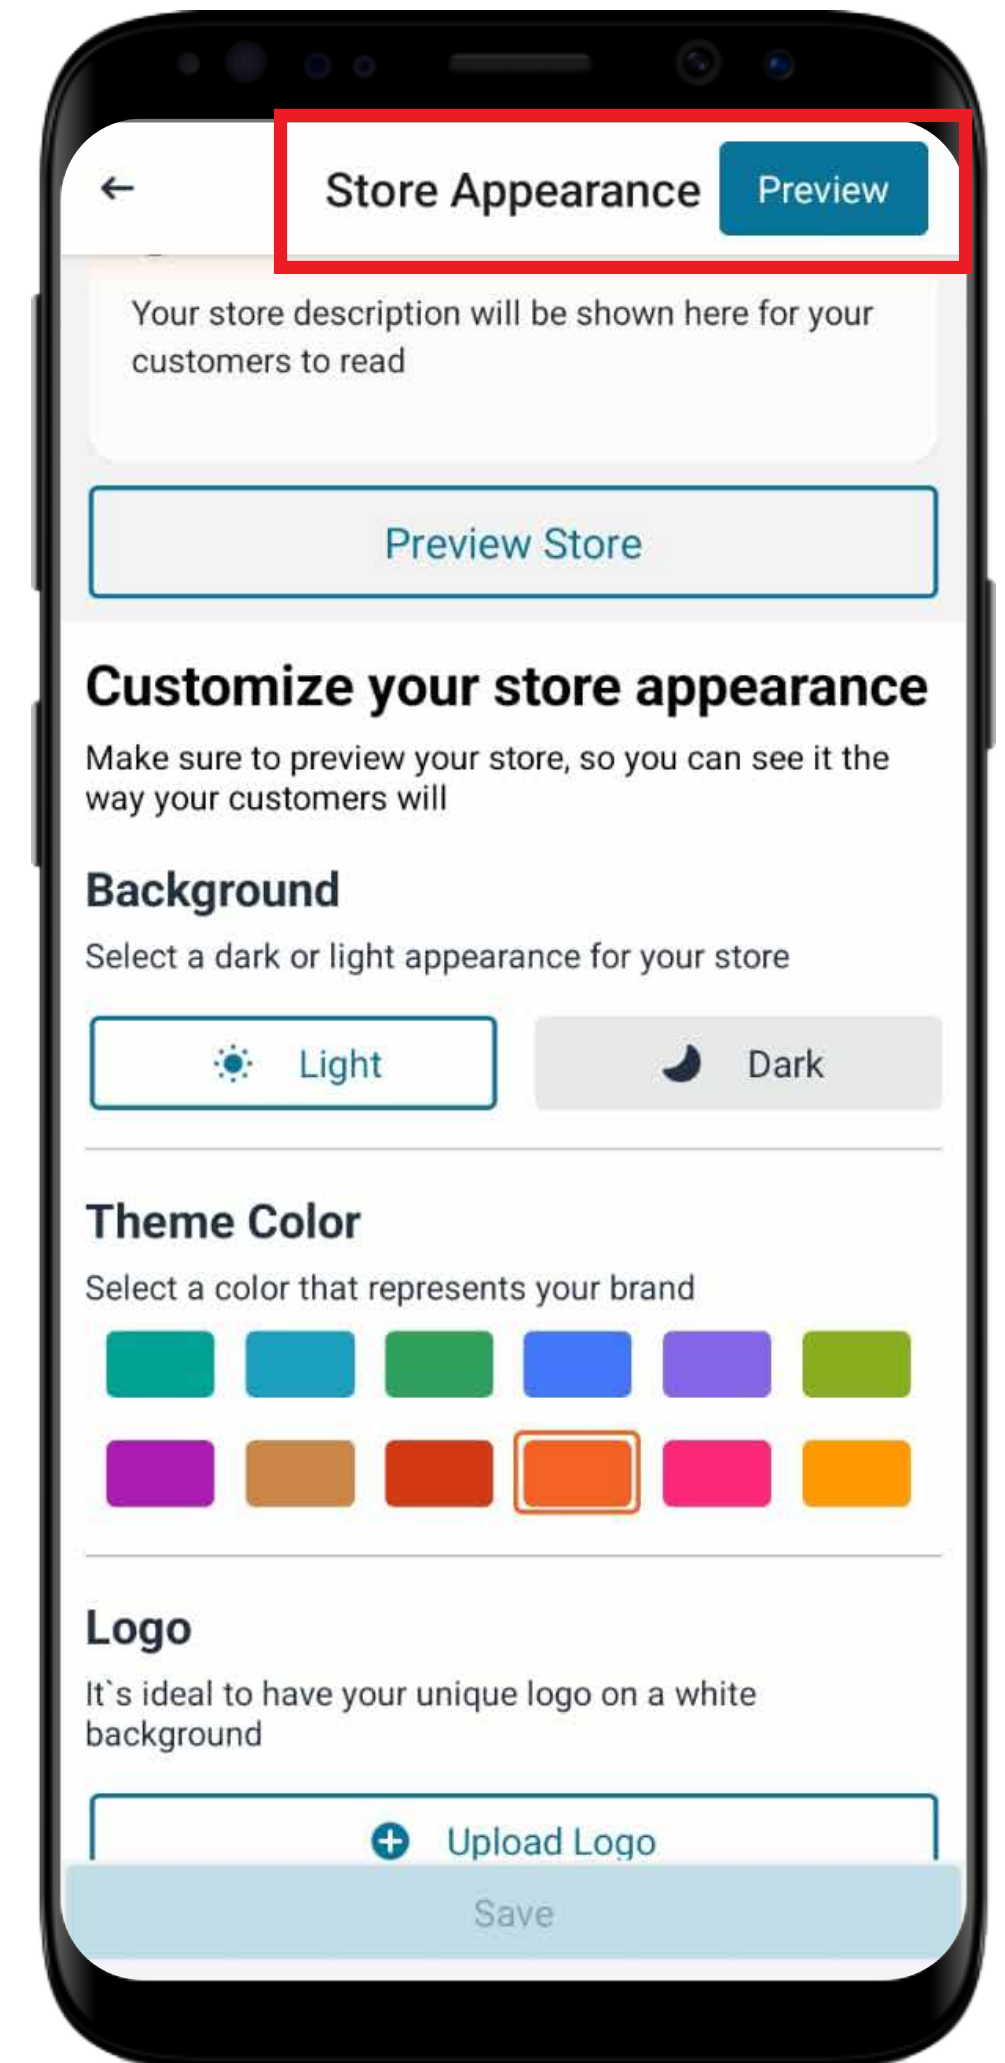 Store Appearance Preview
Your store description will be shown here for your
customers to read
Preview Store
Customize your store appearance
Make sure to preview your store, so you can see it the
way your customers will
Background
Select a dark or light appearance for your store
Light Dark
Theme Color
Select a color that represents your brand
Logo
It`s ideal to have your unique logo on a white
background
Upload Logo
Save